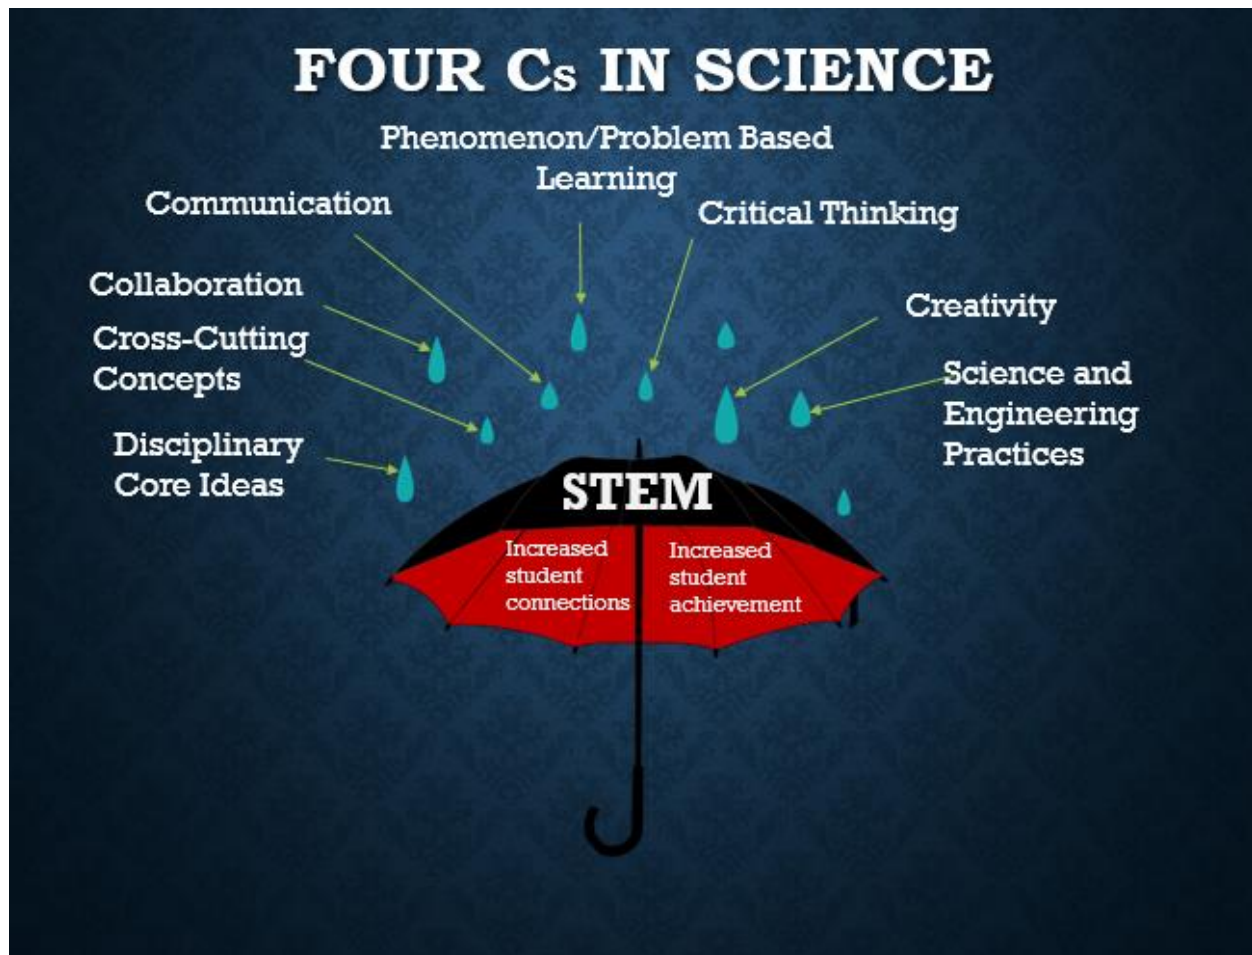 FOUR Cs IN SCIENCE
Phenomenon/Problem Based
Learning
Communication
Critical Thinking
Collaboration
Creativity
Cross-Cutting
Concepts
Science and
Engineering
Practices
Disciplinary
Core Ideas
STEM
Increased
student
connections
Increased
student
achievement